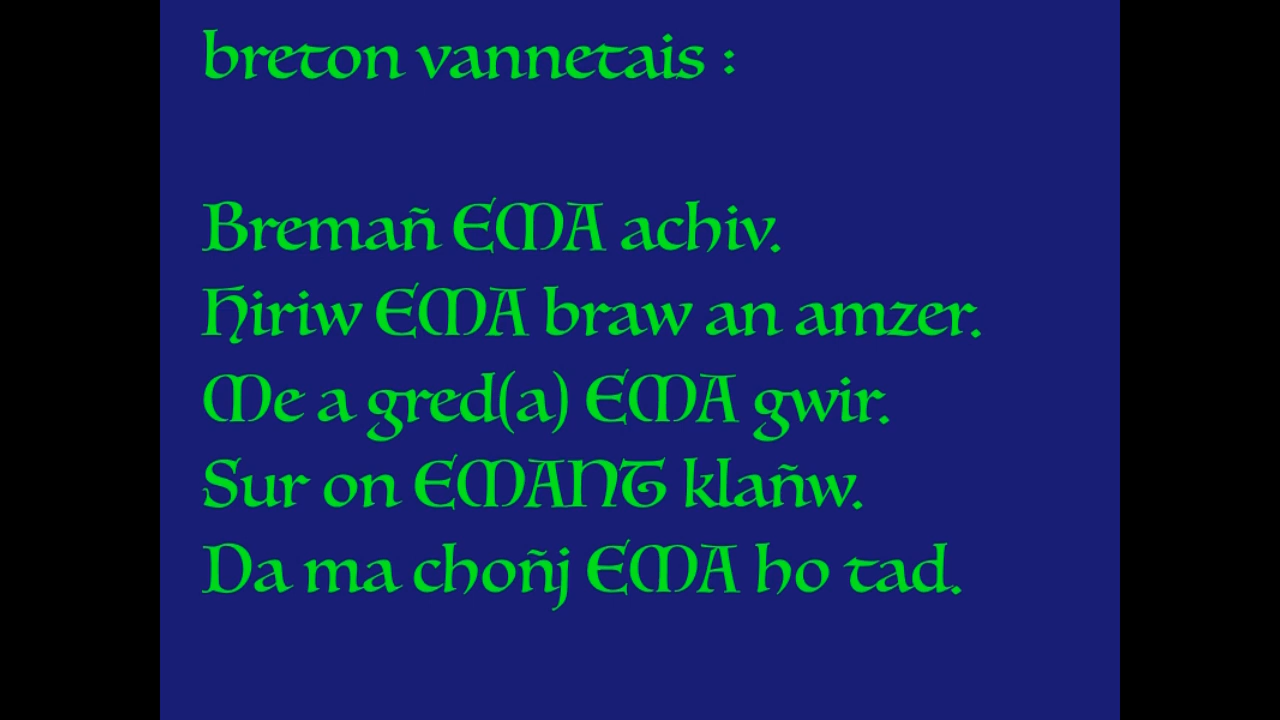 breton vannetais :
Bremañ EMA achiv.
Hiriw EMA braw an amzer.
Me a gred(a) EMA gwir.
Sur on EMANT klañw.
Da ma choñj EMA ho tad.